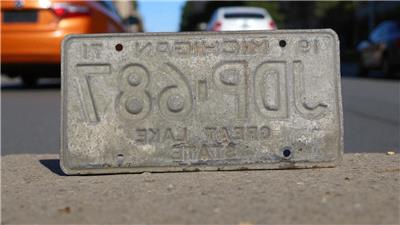 19 MICHIGAN 71
JDP-687
GREAT LAKE
STATE